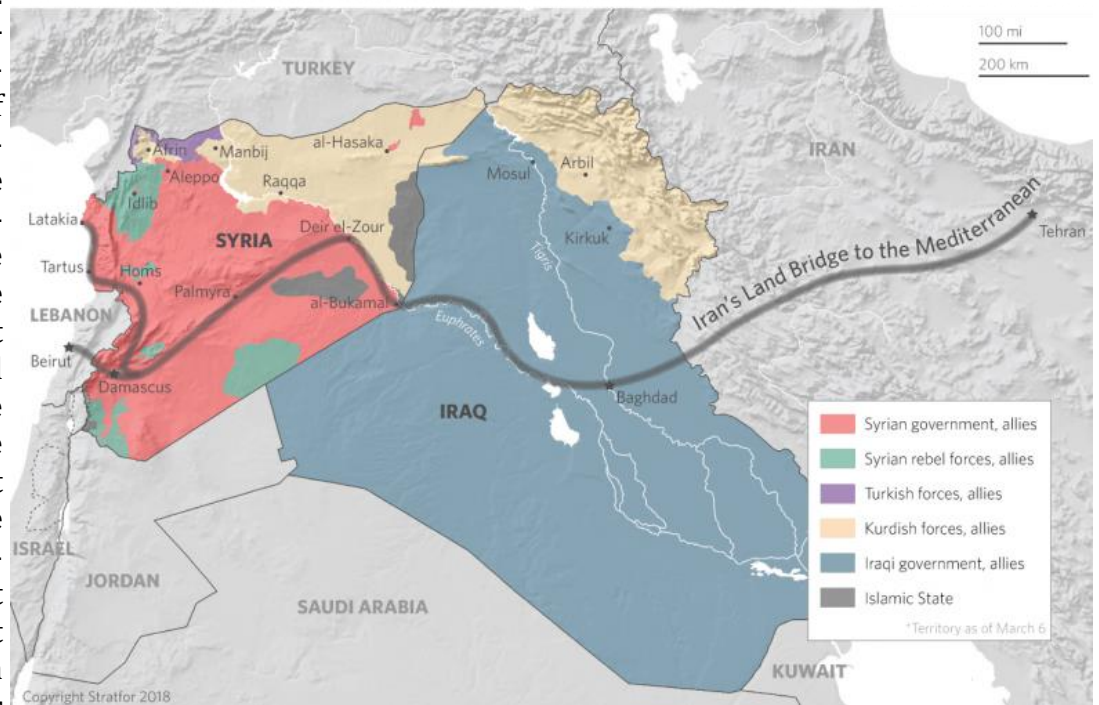 100 mi
200 km
TURKEY
IRAN
Afrin
Manbij
al-Hasaka
Aleppo
Raqqa
Idlib
Mosul
Arbil
Latakia
Deir el-Zour
SYRIA
Kirkuk
Tehran
Iran's Land Bridge to the Mediterranean
Tigris
Tartus
Homs
Palmyra
al-Bukamal
LEBANON
Euphrates
Beirut
Damascus
Baghdad
IRAQ
Syrian government, allies
Syrian rebel forces, allies
Turkish forces, allies
Kurdish forces, allies
Iraqi government, allies
Islamic State
*Territory as of March 6
ISRAEL
JORDAN
SAUDI ARABIA
KUWAIT
Copyright Stratfor 2018